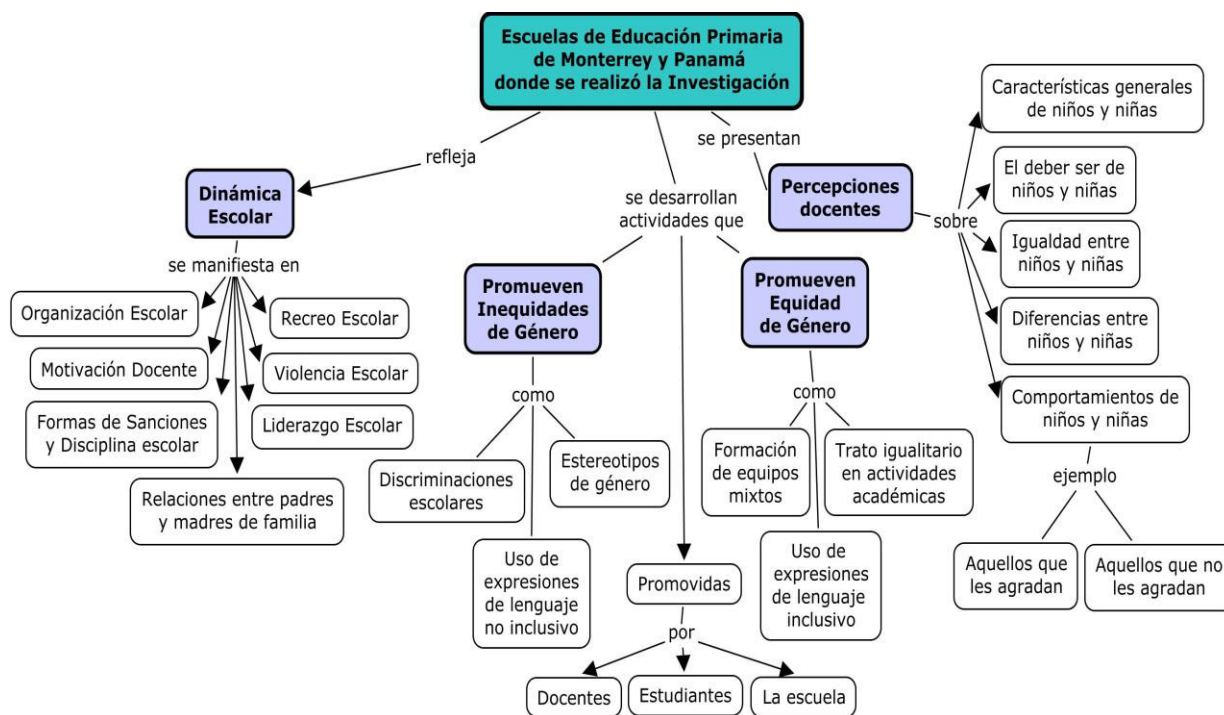 Escuelas de Educación Primaria
de Monterrey y Panamá
donde se realizó la Investigación
refleja
se presentan
se desarrollan
actividades que
Dinámica
Escolar
se manifiesta en
Organización Escolar
Recreo Escolar
Motivación Docente
Violencia Escolar
Formas de Sanciones
y Disciplina escolar
Liderazgo Escolar
Relaciones entre padres
y madres de familia
Promueven
Inequidades
de Género
como
Discriminaciones
escolares
Estereotipos
de género
Uso de
expresiones
de lenguaje
no inclusivo
Promovidas
por
Docentes
Estudiantes
La escuela
Promueven
Equidad
de Género
como
Formación
de equipos
mixtos
Trato igualitario
en actividades
académicas
Uso de
expresiones
de lenguaje
inclusivo
Percepciones
docentes
sobre
Características generales
de niños y niñas
El deber ser de
niños y niñas
Igualdad entre
niños y niñas
Diferencias entre
niños y niñas
Comportamientos de
niños y niñas
ejemplo
Aquellos que
les agradan
Aquellos que no
les agradan